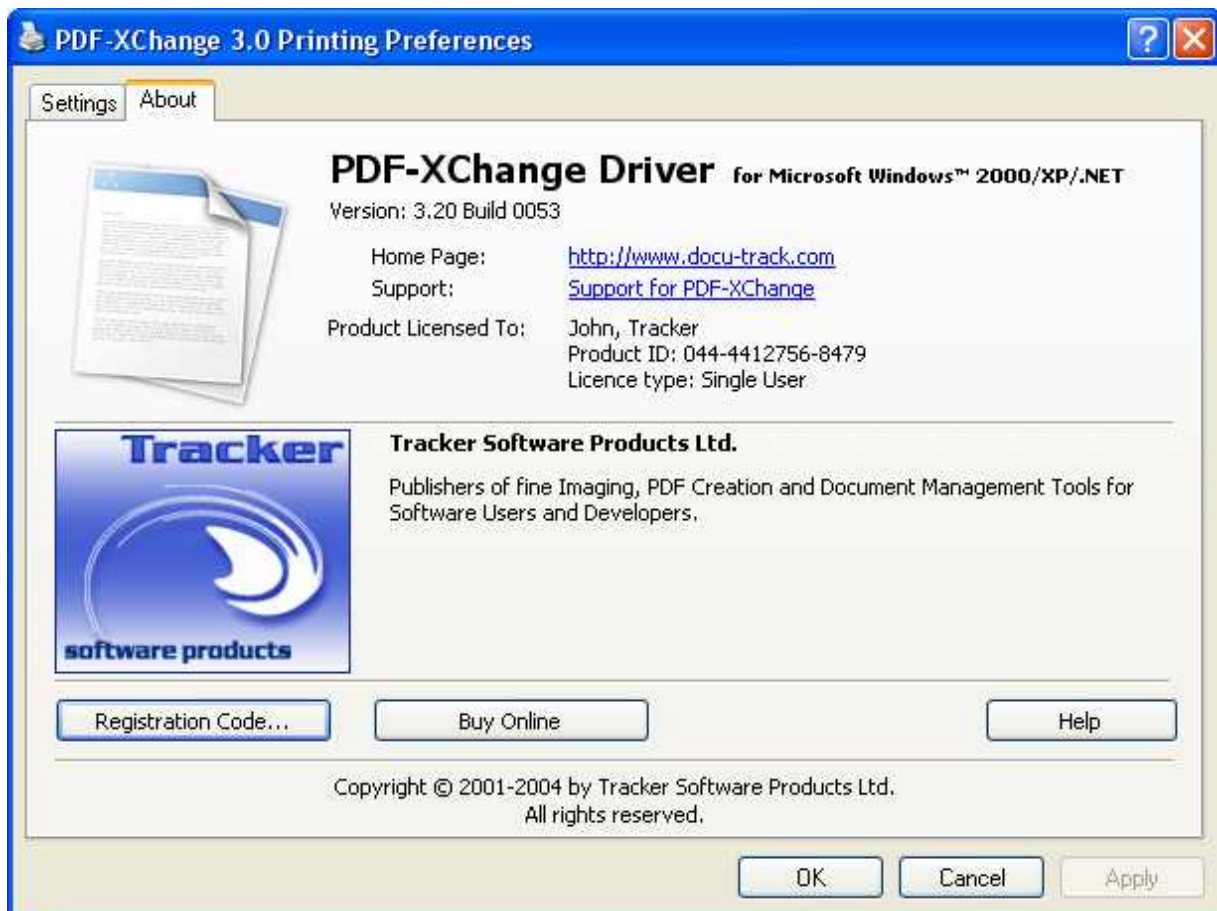 PDF-XChange 3.0 Printing Preferences
Settings About
PDF-XChange Driver for Microsoft Windows™ 2000/XP/.NET
Version: 3.20 Build 0053
Home Page: http://www.docu-track.com
Support: Support for PDF-XChange
Product Licensed To: John, Tracker
Product ID: 044-4412756-8479
Licence type: Single User
Tracker
software products
Tracker Software Products Ltd.
Publishers of fine Imaging, PDF Creation and Document Management Tools for
Software Users and Developers.
Registration Code... Buy Online Help
Copyright © 2001-2004 by Tracker Software Products Ltd.
All rights reserved.
OK Cancel Apply